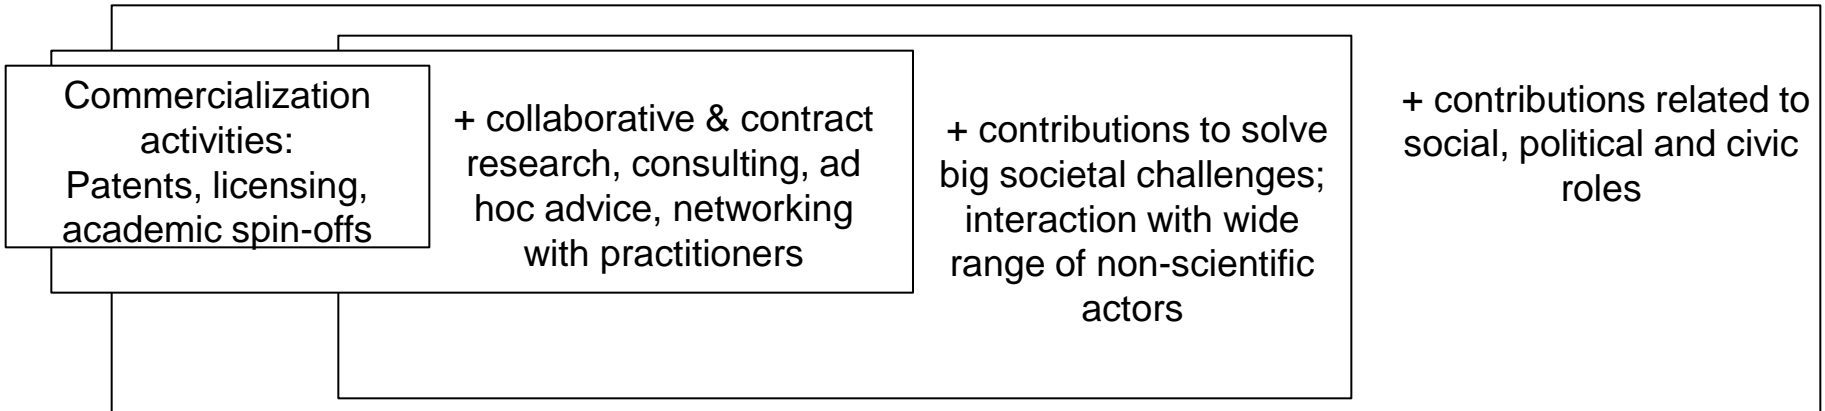 Commercialization
activities:
Patents, licensing,
academic spin-offs
+ collaborative & contract
research, consulting, ad
hoc advice, networking
with practitioners
+ contributions to solve
big societal challenges;
interaction with wide
range of non-scientific
actors
+ contributions related to
social, political and civic
roles